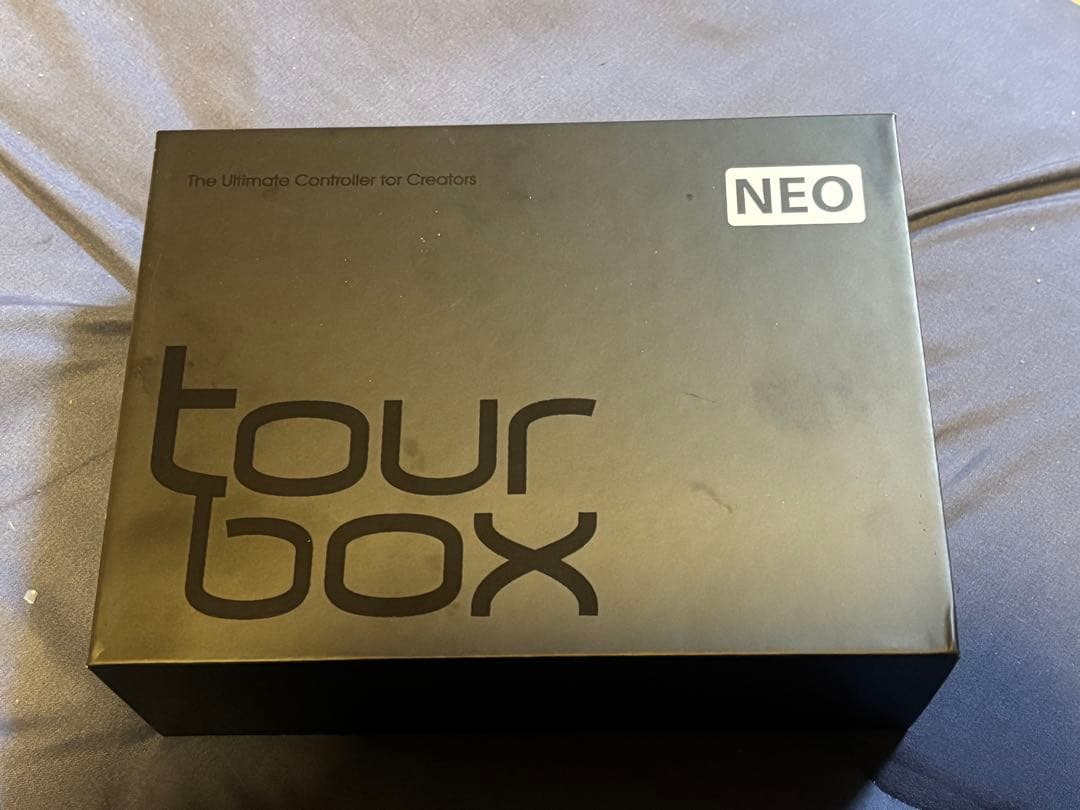 The Ultimate Controller for Creators
NEO
tour
box